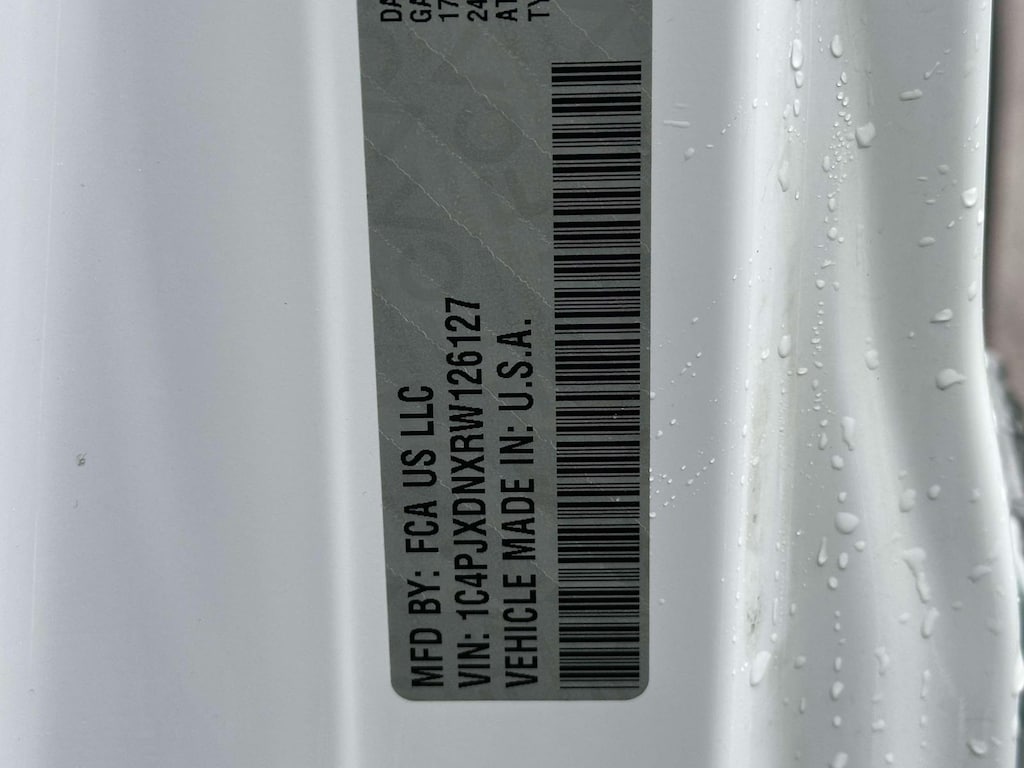 MFD BY: FCA US LLC
VIN: 1C4PJXDNXRW126127
VEHICLE MADE IN: U.S.A.